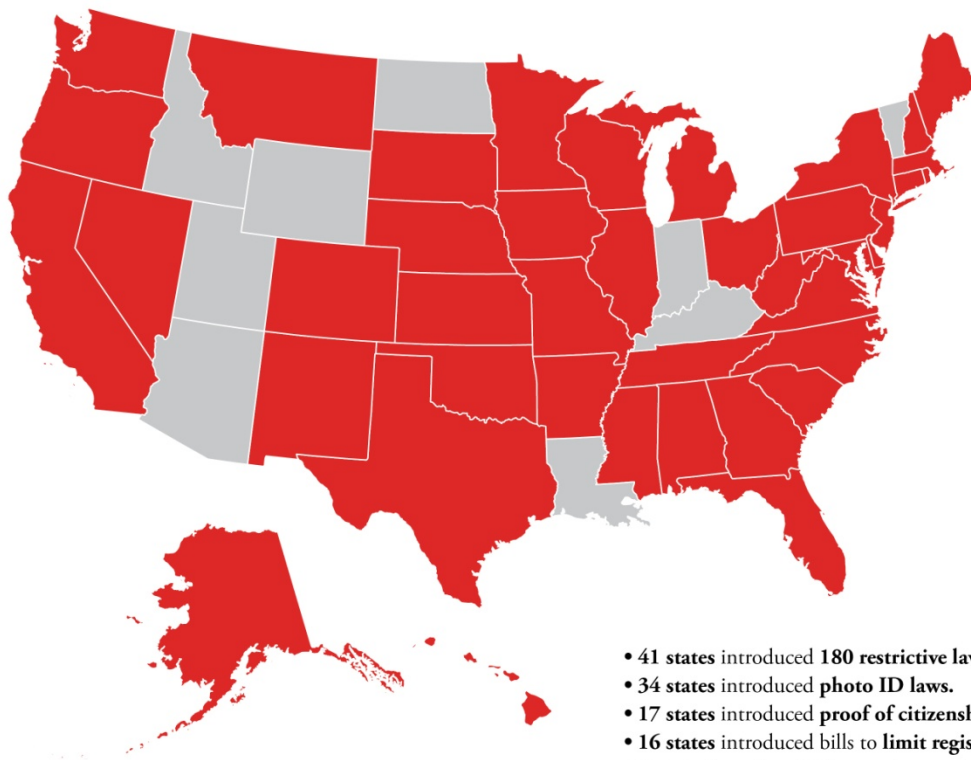 • 41 states introduced 180 restrictive
• 34 states introduced photo ID laws.
• 17 states introduced proof of
• 16 states introduced bills to limit